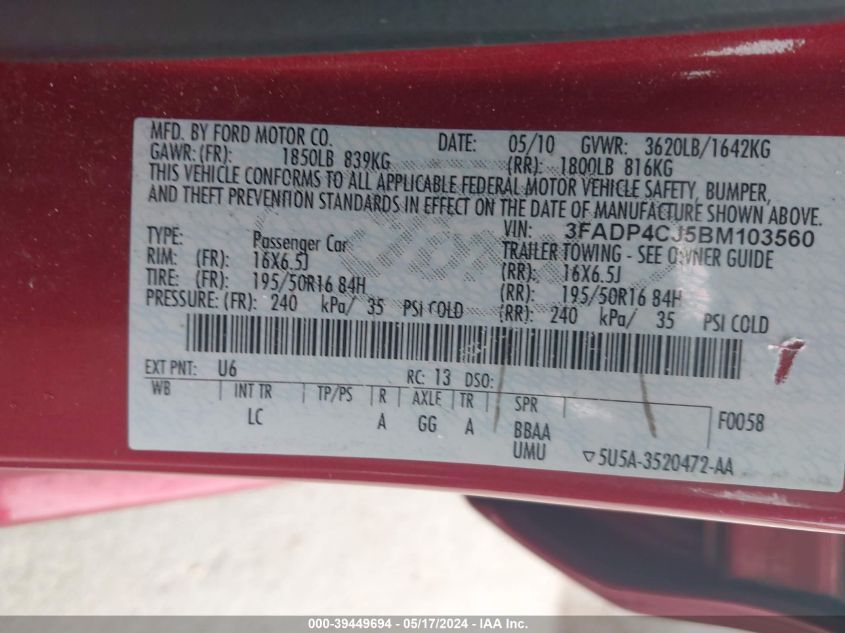 MFD. BY FORD MOTOR CO. DATE: 05/10 GVWR: 3620LB/1642KG
GAWR:(FR): 1850LB 839KG (RR): 1800LB 816KG
THIS VEHICLE CONFORMS TO ALL APPLICABLE FEDERAL MOTOR VEHICLE SAFETY, BUMPER,
AND THEFT PREVENTION STANDARDS IN EFFECT ON THE DATE OF MANUFACTURE SHOWN ABOVE.
VIN: 3FADP4CJ5BM103560
TYPE: Passenger Car TRAILER TOWING - SEE OWNER GUIDE
RIM: (FR): 16X6.5J (RR): 16X6.5J
TIRE: (FR): 195/50R16 84H (RR): 195/50R16 84H
PRESSURE:(FR): 240 kPa/ 35 PSI COLD (RR): 240 kPa/ 35 PSI COLD
EXT PNT: U6 RC: 13 DSO:
WB INT TR TP/PS R AXLE TR SPR F0058
LC A GG A BBAA
UMU ▽5U5A-3520472-AA
000-39449694 - 05/17/2024 - IAA Inc.